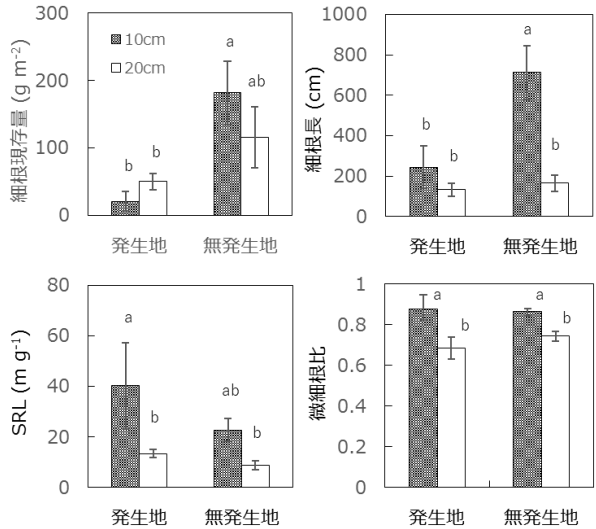 細根現存量 (g m-2)
300
200
100
0
10cm
20cm
b
b
a
ab
発生地
無発生地
細根長 (cm)
1000
800
600
400
200
0
b
b
a
b
発生地
無発生地
SRL (m g-1)
80
60
40
20
0
a
b
ab
b
発生地
無発生地
微細根比
1
0.8
0.6
0.4
0.2
0
a
b
a
b
発生地
無発生地